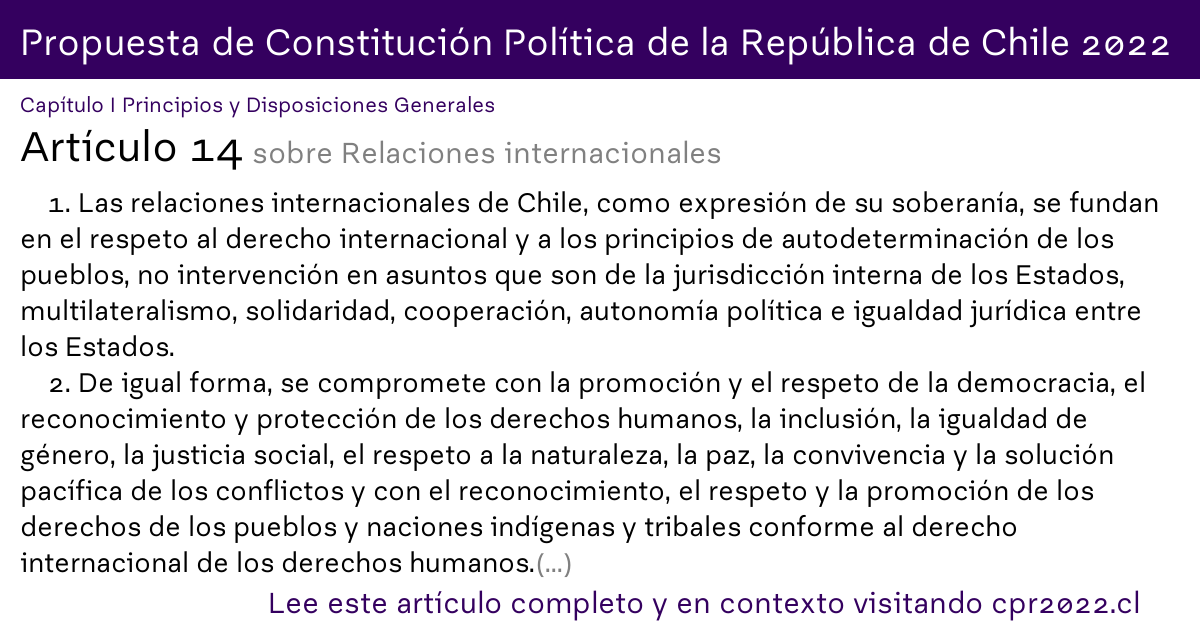 Propuesta de Constitución Política de la República de Chile 2022
Capítulo I Principios y Disposiciones Generales
Artículo 14 sobre Relaciones internacionales
1. Las relaciones internacionales de Chile, como expresión de su soberanía, se fundan
en el respeto al derecho internacional y a los principios de autodeterminación de los
pueblos, no intervención en asuntos que son de la jurisdicción interna de los Estados,
multilateralismo, solidaridad, cooperación, autonomía política e igualdad jurídica entre
los Estados.
2. De igual forma, se compromete con la promoción y el respeto de la democracia, el
reconocimiento y protección de los derechos humanos, la inclusión, la igualdad de
género, la justicia social, el respeto a la naturaleza, la paz, la convivencia y la solución
pacífica de los conflictos y con el reconocimiento, el respeto y la promoción de los
derechos de los pueblos y naciones indígenas y tribales conforme al derecho
internacional de los derechos humanos.(...)
Lee este artículo completo y en contexto visitando cpr2022.cl